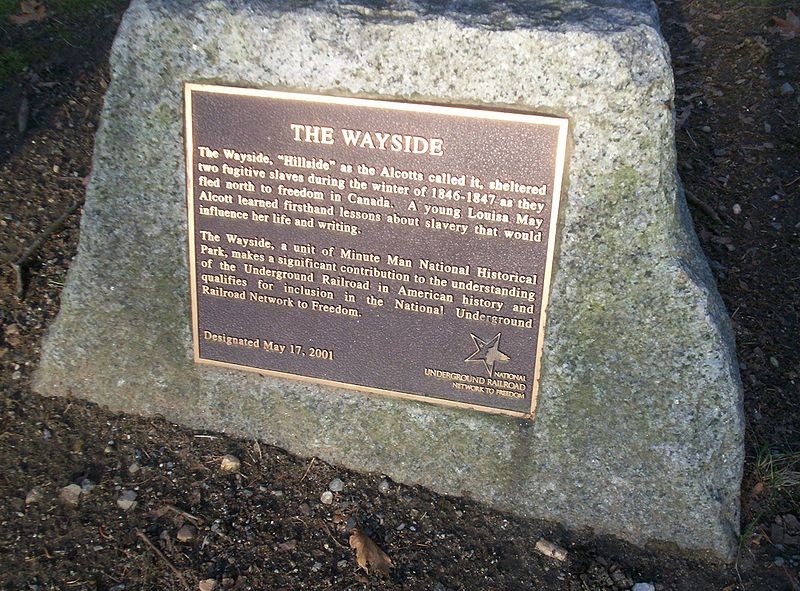 THE WAYSIDE
The Wayside, "Hillside" as the Alcotts called it, sheltered
two fugitive slaves during the winter of 1846-1847 as they
fled north to freedom in Canada. A young Louisa May
Alcott learned firsthand lessons about slavery that would
influence her life and writing.
The Wayside, a unit of Minute Man National Historical
Park, makes a significant contribution to the understanding
of the Underground Railroad in American history and
qualifies for inclusion in the National Underground
Railroad Network to Freedom.
Designated May 17, 2001
NATIONAL
UNDERGROUND RAILROAD
NETWORK TO FREEDOM